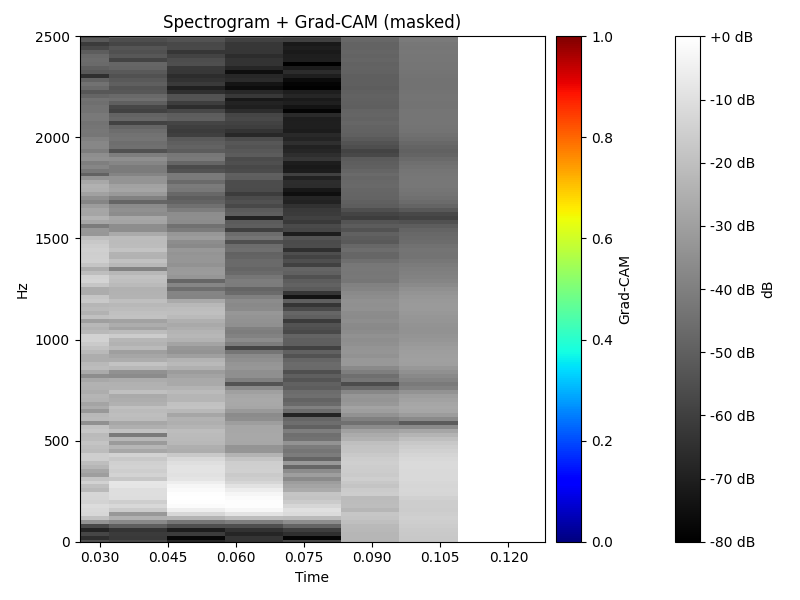 Spectrogram + Grad-CAM (masked)
2500
2000
1500
1000
500
0
Hz
0.030 0.045 0.060 0.075 0.090 0.105 0.120
Time
1.0
0.8
0.6
0.4
0.2
0.0
Grad-CAM
+0 dB
-10 dB
-20 dB
-30 dB
-40 dB
-50 dB
-60 dB
-70 dB
-80 dB
dB